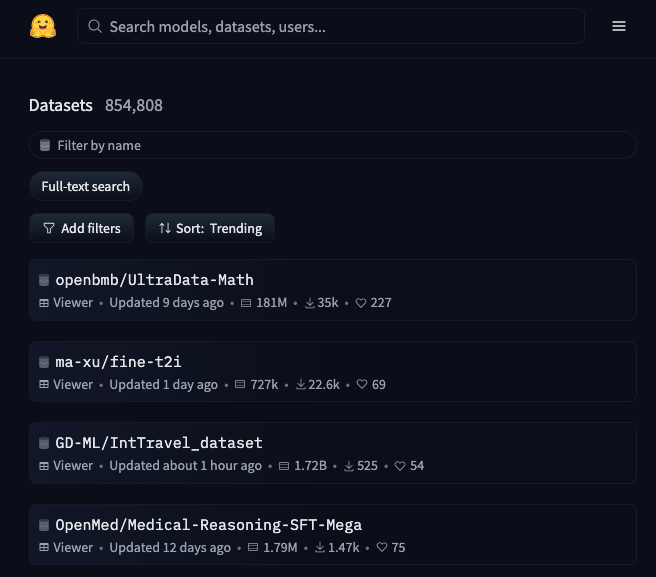 Search models, datasets, users...
Datasets 854,808
Filter by name
Full-text search
Add filters Sort: Trending
openbmb/UltraData-Math
Viewer • Updated 9 days ago • 181M • 35k • 227
ma-xu/fine-t2i
Viewer • Updated 1 day ago • 727k • 22.6k • 69
GD-ML/IntTravel_dataset
Viewer • Updated about 1 hour ago • 1.72B • 525 • 54
OpenMed/Medical-Reasoning-SFT-Mega
Viewer • Updated 12 days ago • 1.79M • 1.47k • 75